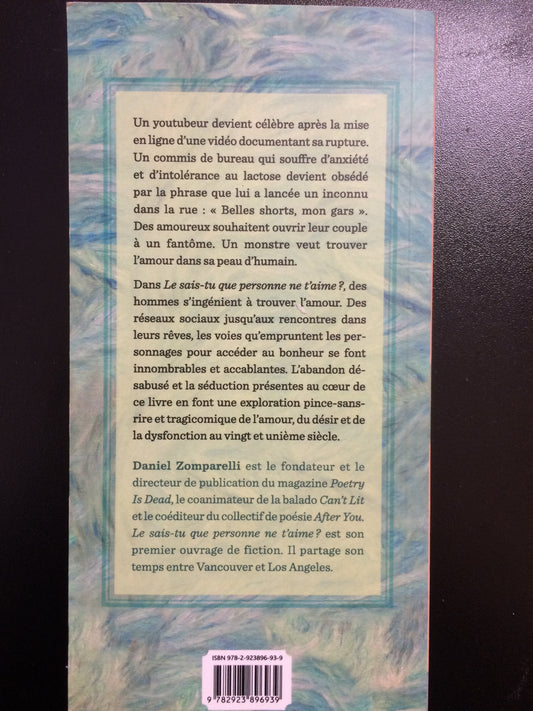 Un youtubeur devient célèbre après la mise
en ligne d'une vidéo documentant sa rupture.
Un commis de bureau qui souffre d'anxiété
et d'intolérance au lactose devient obsédé
par la phrase que lui a lancée un inconnu
dans la rue : « Belles shorts, mon gars ».
Des amoureux souhaitent ouvrir leur couple
à un fantôme. Un monstre veut trouver
l'amour dans sa peau d'humain.
Dans Le sais-tu que personne ne t'aime?, des
hommes s'ingénient à trouver l'amour. Des
réseaux sociaux jusqu'aux rencontres dans
leurs rêves, les voies qu'empruntent les per-
sonnages pour accéder au bonheur se font
innombrables et accablantes. L'abandon dé-
sabusé et la séduction présentes au cœur de
ce livre en font une exploration pince-sans-
rire et tragicomique de l'amour, du désir et de
la dysfonction au vingt et unième siècle.
Daniel Zomparelli est le fondateur et le
directeur de publication du magazine Poetry
Is Dead, le coanimateur de la balado Can't Lit
et le coéditeur du collectif de poésie After You.
Le sais-tu que personne ne t'aime? est son
premier ouvrage de fiction. Il partage son
temps entre Vancouver et Los Angeles.
ISBN 978-2-923896-93-9
9 782923 896939